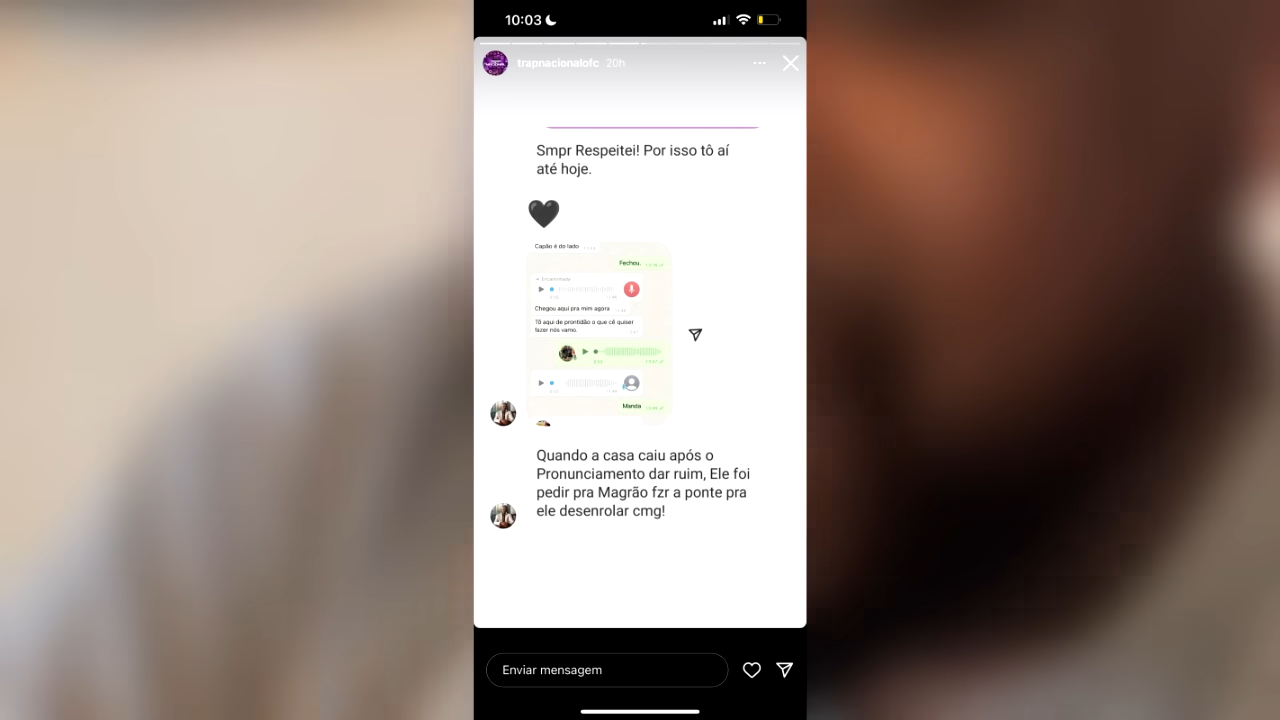 10:03
trapnacionalofc 20h
Smpr Respeitei! Por isso tô aí
até hoje.
Capão é do lado
Fechou.
Encaminhada
Chegou aqui pra mim agora
Tô aqui de prontidão o que cê quiser
fazer nós vamo.
Manda
Quando a casa caiu após o
Pronunciamento dar ruim, Ele foi
pedir pra Magrão fzr a ponte pra
ele desenrolar cmg!
Enviar mensagem